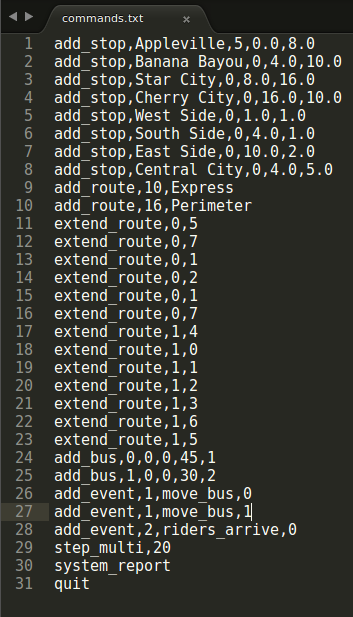 commands.txt
1 add_stop,Appleville,5,0.0,8.0
2 add_stop,Banana Bayou,0,4.0,10.0
3 add_stop,Star City,0,8.0,16.0
4 add_stop,Cherry City,0,16.0,10.0
5 add_stop,West Side,0,1.0,1.0
6 add_stop,South Side,0,4.0,1.0
7 add_stop,East Side,0,10.0,2.0
8 add_stop,Central City,0,4.0,5.0
9 add_route,10,Express
10 add_route,16,Perimeter
11 extend_route,0,5
12 extend_route,0,7
13 extend_route,0,1
14 extend_route,0,2
15 extend_route,0,1
16 extend_route,0,7
17 extend_route,1,4
18 extend_route,1,0
19 extend_route,1,1
20 extend_route,1,2
21 extend_route,1,3
22 extend_route,1,6
23 extend_route,1,5
24 add_bus,0,0,0,45,1
25 add_bus,1,0,0,30,2
26 add_event,1,move_bus,0
27 add_event,1,move_bus,1
28 add_event,2,riders_arrive,0
29 step_multi,20
30 system_report
31 quit